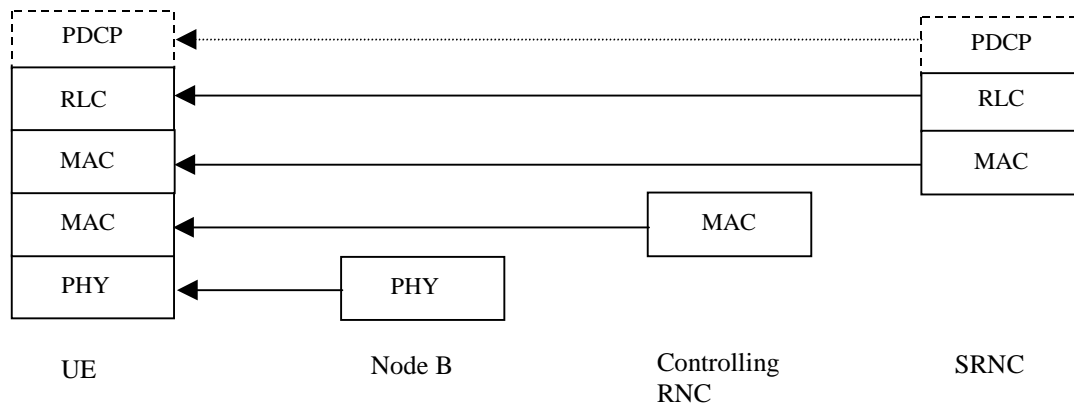 PDCP
PDCP
RLC
RLC
MAC
MAC
MAC
MAC
PHY
PHY
UE
Node B
Controlling
RNC
SRNC